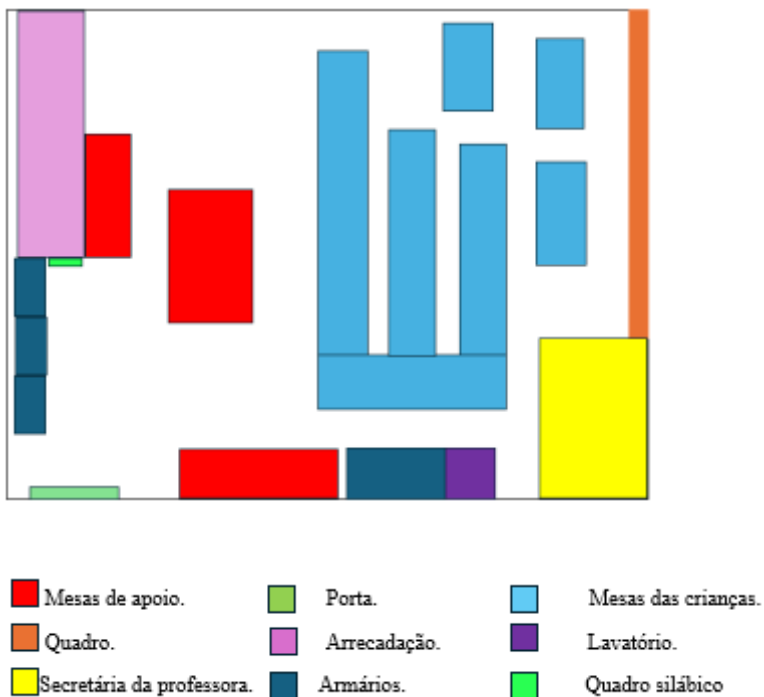 Mesas de apoio.
Porta.
Mesas das crianças.
Quadro.
Arrecadação.
Lavatório.
Secretária da professora.
Armários.
Quadro silábico